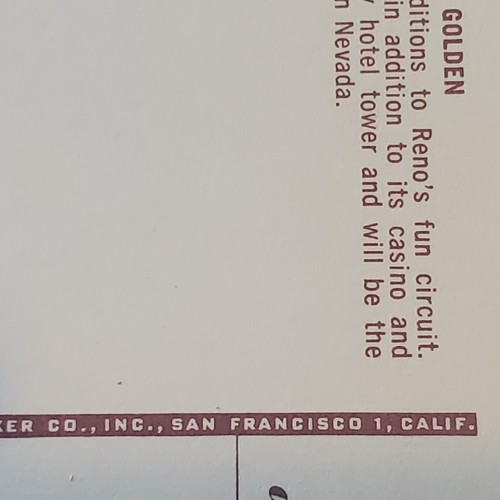 GOLDEN
ditions to Reno's fun circuit.
in addition to its casino and
hotel tower and will be the
Nevada.
KER CO., INC., SAN FRANCISCO 1, CALIF.